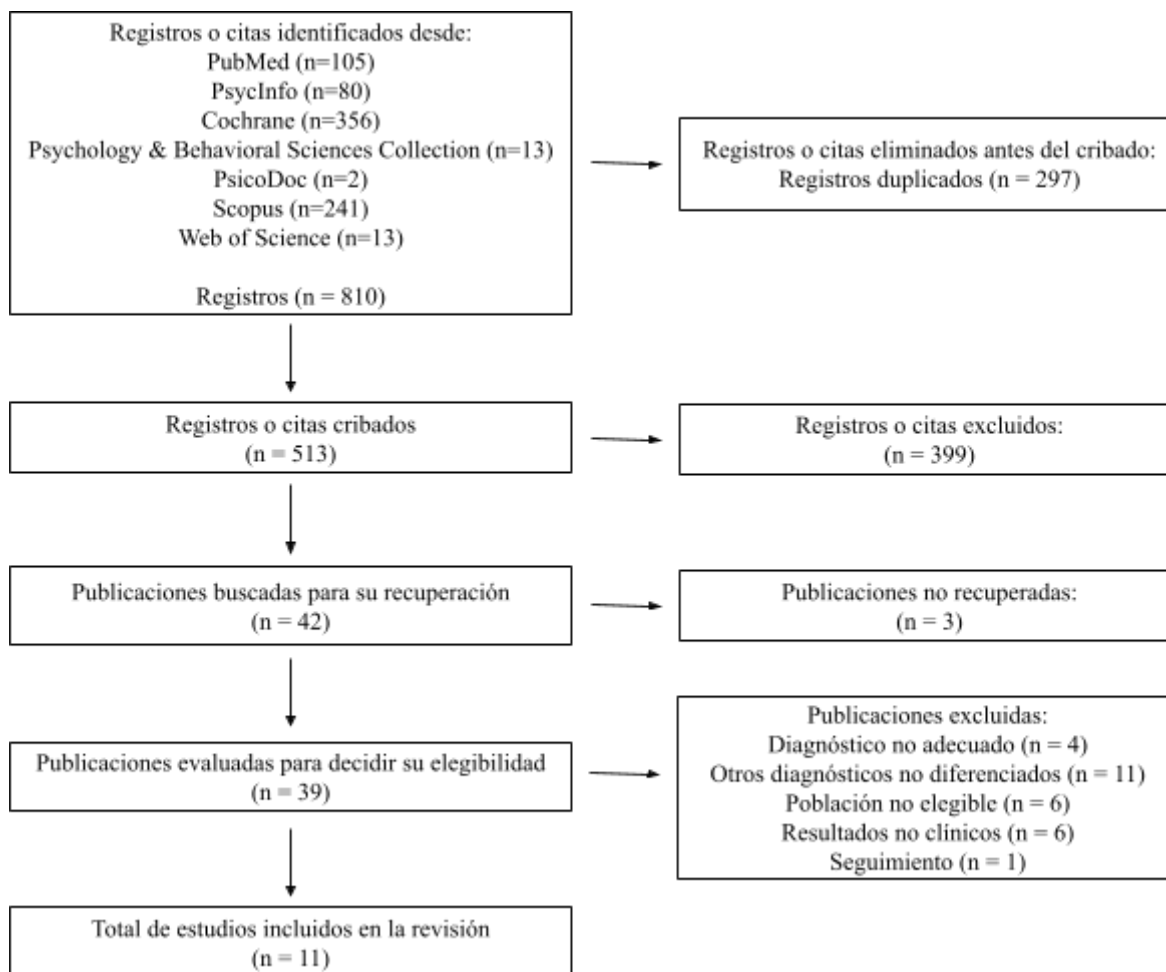 Registros o citas identificados desde:
PubMed (n=105)
PsycInfo (n=80)
Cochrane (n=356)
Psychology & Behavioral Sciences Collection (n=13)
PsicoDoc (n=2)
Scopus (n=241)
Web of Science (n=13)
Registros (n = 810)
Registros o citas eliminados antes del cribado:
Registros duplicados (n = 297)
Registros o citas cribados
(n = 513)
Registros o citas excluidos:
(n = 399)
Publicaciones buscadas para su recuperación
(n = 42)
Publicaciones no recuperadas:
(n = 3)
Publicaciones evaluadas para decidir su elegibilidad
(n = 39)
Publicaciones excluidas:
Diagnóstico no adecuado (n = 4)
Otros diagnósticos no diferenciados (n = 11)
Población no elegible (n = 6)
Resultados no clínicos (n = 6)
Seguimiento (n = 1)
Total de estudios incluidos en la revisión
(n = 11)